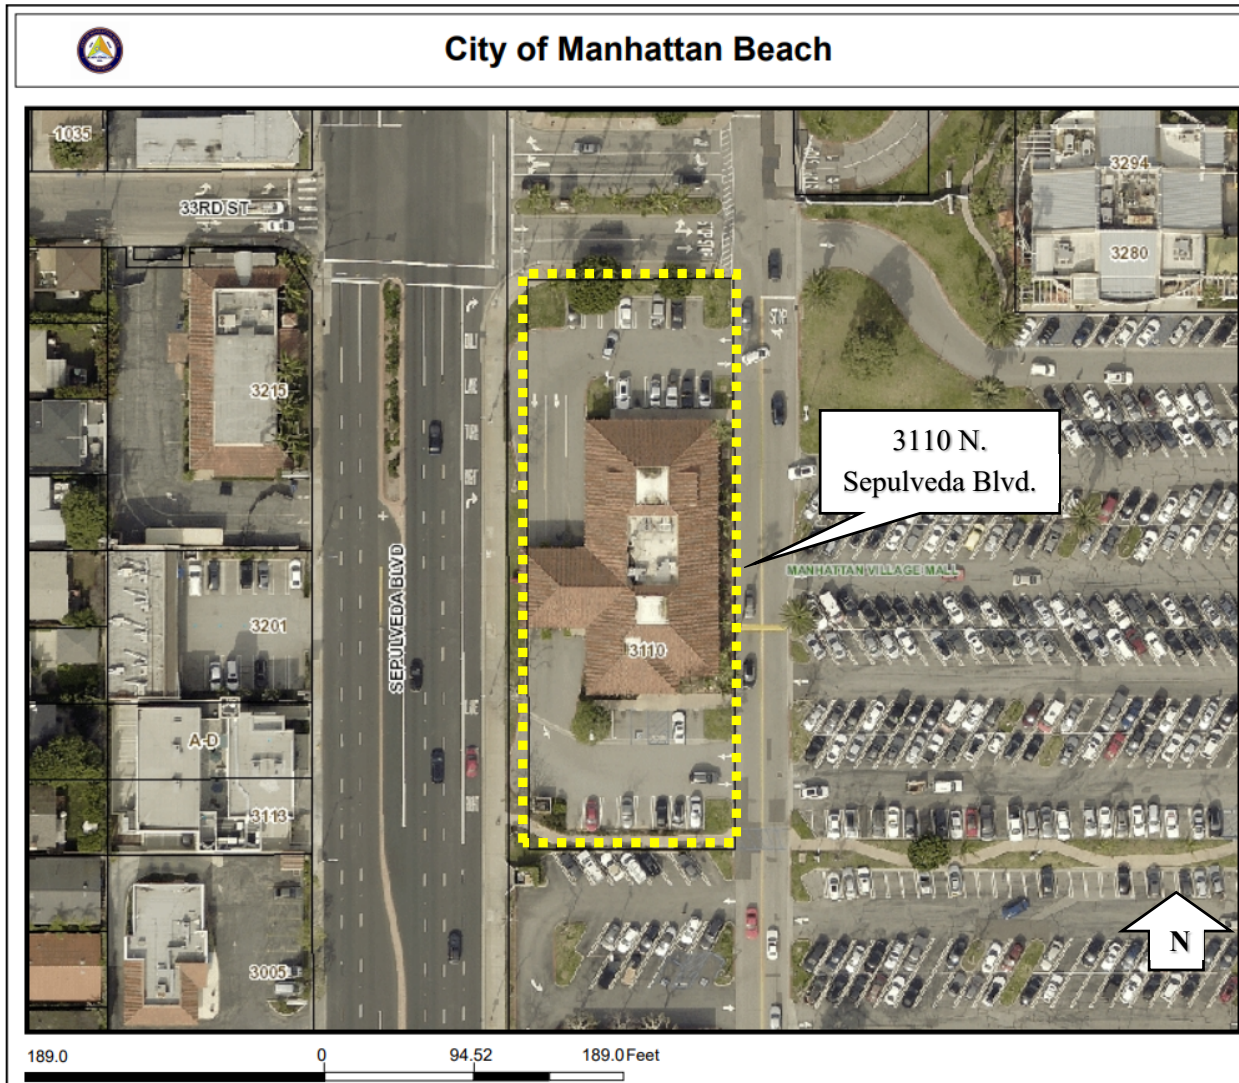 City of Manhattan Beach
1035
33RD ST
3294
3280
STOP
3215
3110 N.
Sepulveda Blvd.
MANHATTAN VILLAGE MALL
3201
SEPULVEDA BLVD
3110
A-D
3113
3005
N
189.0
0
94.52
189.0 Feet